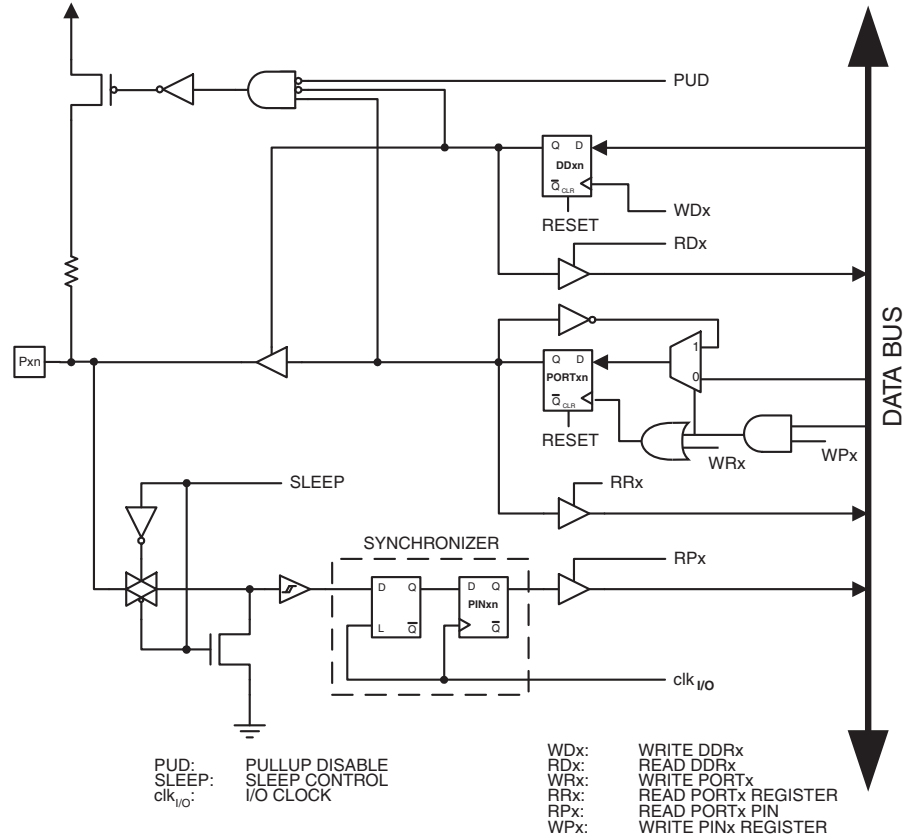 PUD
Q D
DDxn
Q CLR
WDx
RESET
RDx
Pxn
1
Q D
PORTxn
0
Q CLR
RESET
WRx
WPx
DATA BUS
SLEEP
RRx
SYNCHRONIZER
RPx
D Q
D Q
PINxn
L Q
Q
clkI/O
PUD: PULLUP DISABLE
SLEEP: SLEEP CONTROL
clkI/O: I/O CLOCK
WDx: WRITE DDRx
RDx: READ DDRx
WRx: WRITE PORTx
RRx: READ PORTx REGISTER
RPx: READ PORTx PIN
WPx: WRITE PINx REGISTER